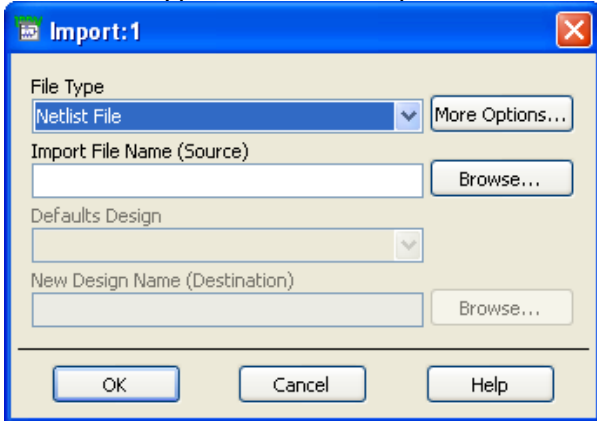 Import:1
File Type
Netlist File
More Options...
Import File Name (Source)
Browse...
Defaults Design
New Design Name (Destination)
Browse...
OK
Cancel
Help